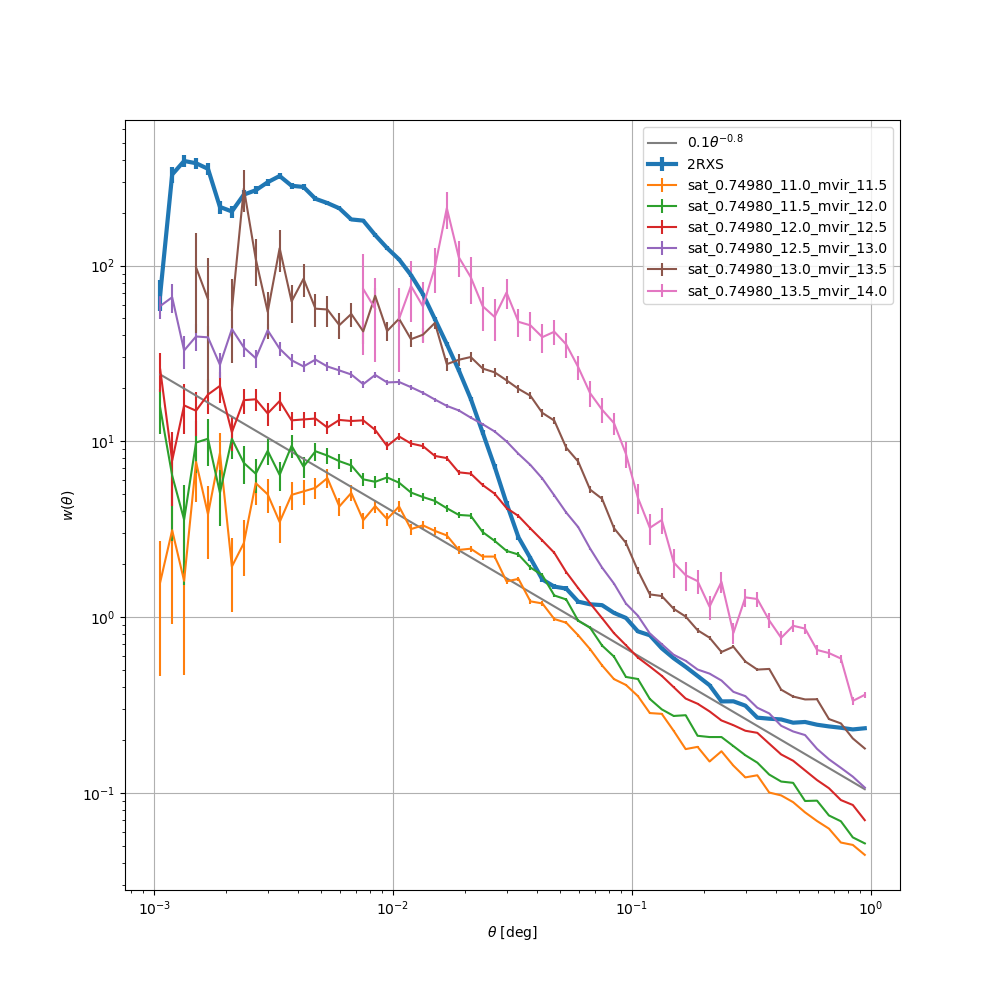 0.1θ^{-0.8}
2RXS
sat_0.74980_11.0_mvir_11.5
sat_0.74980_11.5_mvir_12.0
sat_0.74980_12.0_mvir_12.5
sat_0.74980_12.5_mvir_13.0
sat_0.74980_13.0_mvir_13.5
sat_0.74980_13.5_mvir_14.0
w(θ)
10^2
10^1
10^0
10^{-1}
10^{-3} 10^{-2} 10^{-1} 10^0
θ [deg]